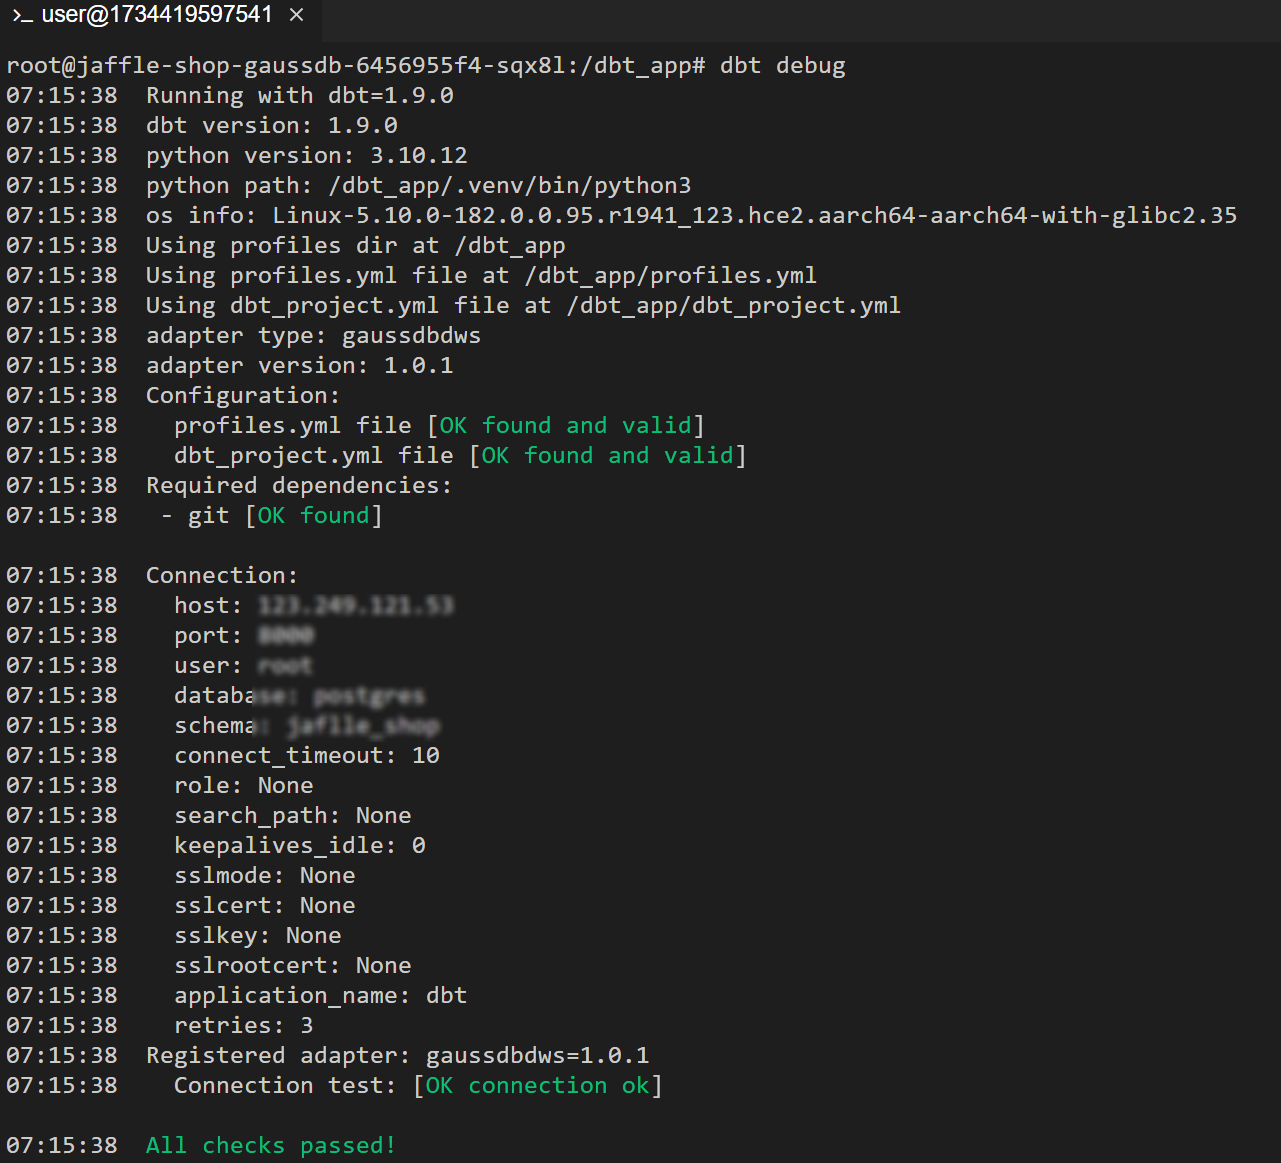 >_ user@1734419597541 ×
root@jaffle-shop-gaussdb-6456955f4-sqx8l:/dbt_app# dbt debug
07:15:38  Running with dbt=1.9.0
07:15:38  dbt version: 1.9.0
07:15:38  python version: 3.10.12
07:15:38  python path: /dbt_app/.venv/bin/python3
07:15:38  os info: Linux-5.10.0-182.0.0.95.r1941_123.hce2.aarch64-aarch64-with-glibc2.35
07:15:38  Using profiles dir at /dbt_app
07:15:38  Using profiles.yml file at /dbt_app/profiles.yml
07:15:38  Using dbt_project.yml file at /dbt_app/dbt_project.yml
07:15:38  adapter type: gaussdbdws
07:15:38  adapter version: 1.0.1
07:15:38  Configuration:
07:15:38    profiles.yml file [OK found and valid]
07:15:38    dbt_project.yml file [OK found and valid]
07:15:38  Required dependencies:
07:15:38   - git [OK found]
07:15:38  Connection:
07:15:38    host:
07:15:38    port:
07:15:38    user:
07:15:38    database:
07:15:38    schema:
07:15:38    connect_timeout: 10
07:15:38    role: None
07:15:38    search_path: None
07:15:38    keepalives_idle: 0
07:15:38    sslmode: None
07:15:38    sslcert: None
07:15:38    sslkey: None
07:15:38    sslrootcert: None
07:15:38    application_name: dbt
07:15:38    retries: 3
07:15:38  Registered adapter: gaussdbdws=1.0.1
07:15:38    Connection test: [OK connection ok]
07:15:38  All checks passed!